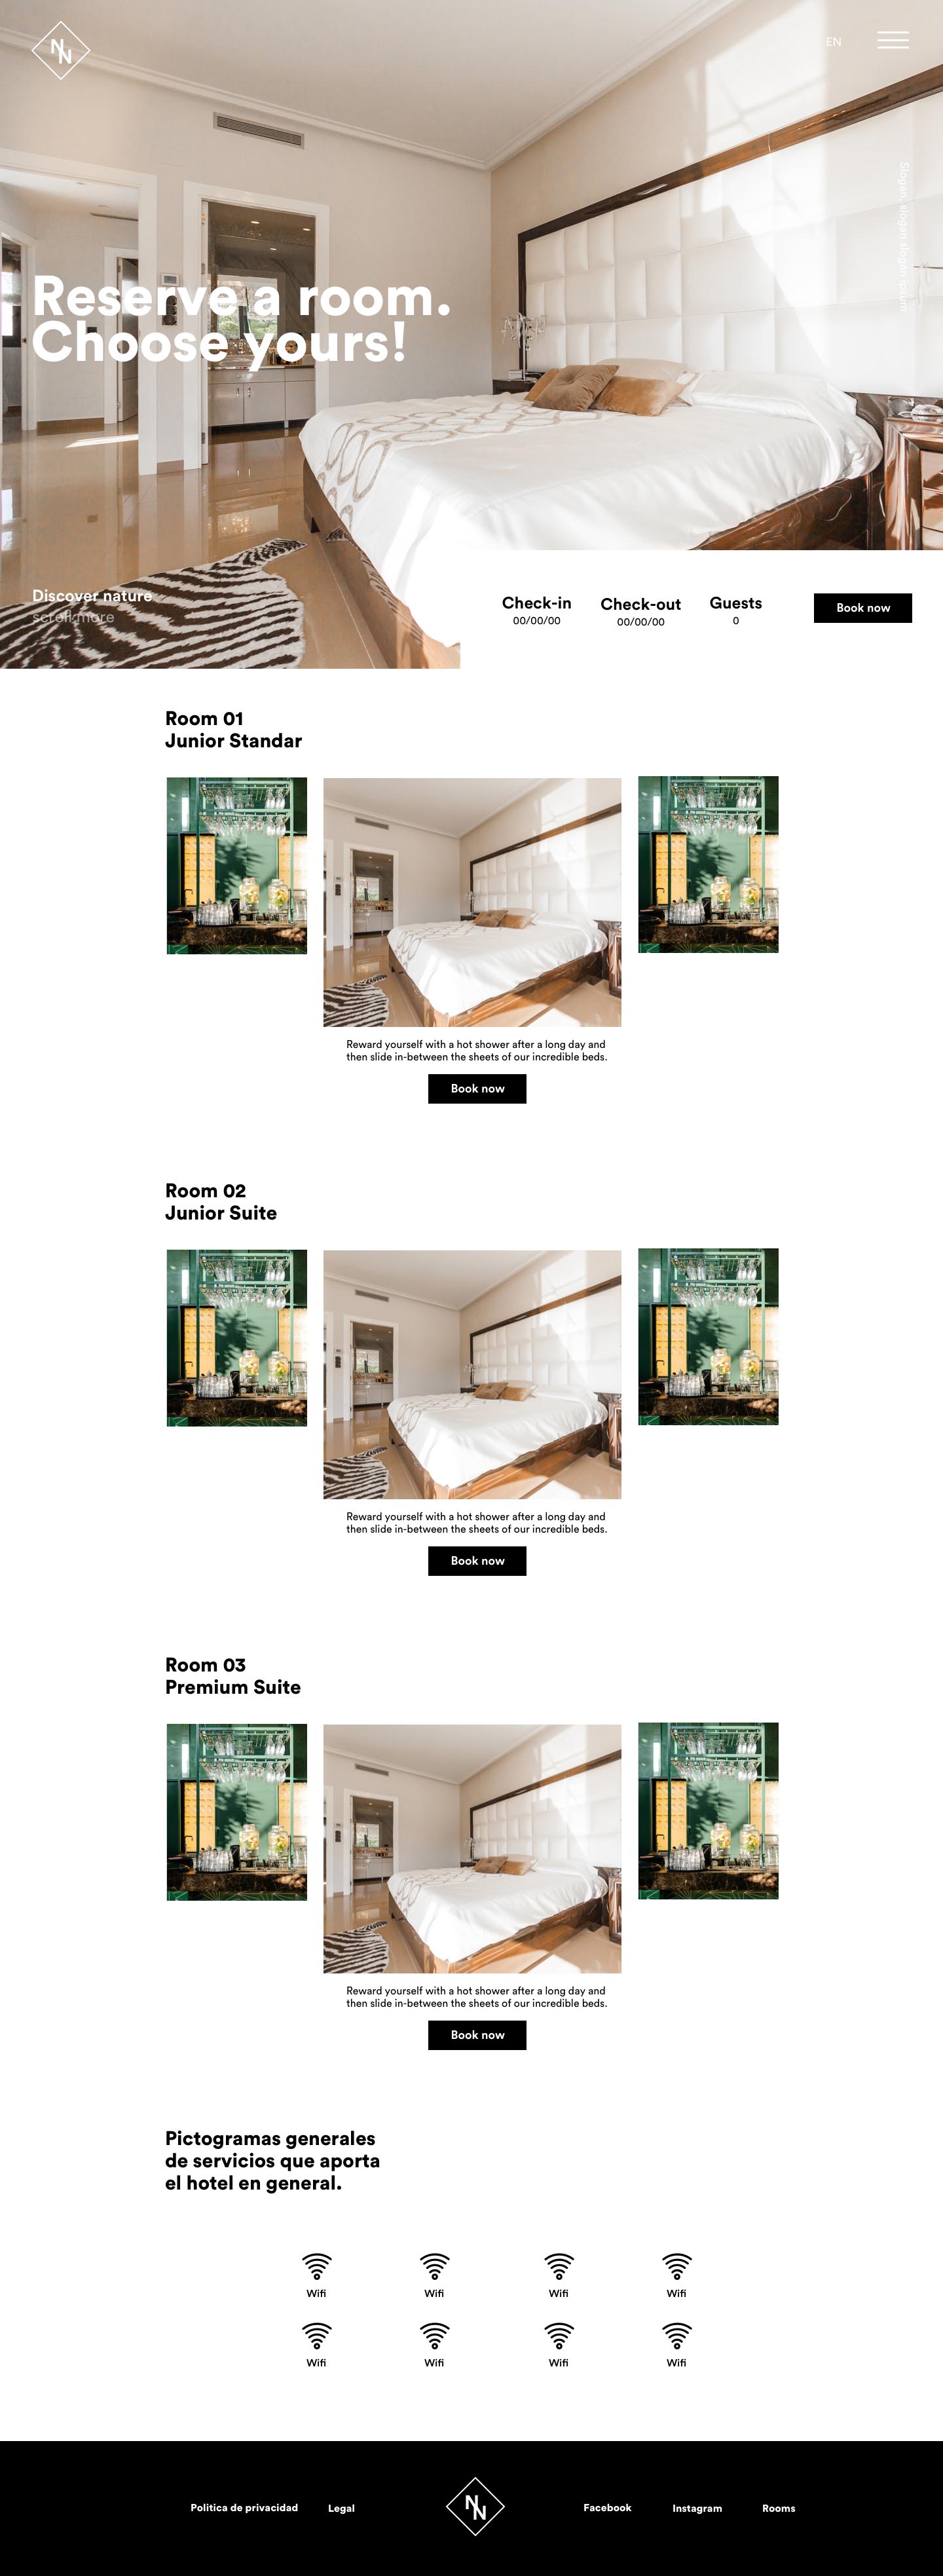 NN
EN
Slogan, slogan slogan quium
Reserve a room.
Choose yours!
Discover nature
scroll more
Check-in
00/00/00
Check-out
00/00/00
Guests
0
Book now
Room 01
Junior Standar
Reward yourself with a hot shower after a long day and
then slide in-between the sheets of our incredible beds.
Book now
Room 02
Junior Suite
Reward yourself with a hot shower after a long day and
then slide in-between the sheets of our incredible beds.
Book now
Room 03
Premium Suite
Reward yourself with a hot shower after a long day and
then slide in-between the sheets of our incredible beds.
Book now
Pictogramas generales
de servicios que aporta
el hotel en general.
Wifi
Wifi
Wifi
Wifi
Wifi
Wifi
Wifi
Wifi
Politica de privacidad
Legal
NN
Facebook
Instagram
Rooms